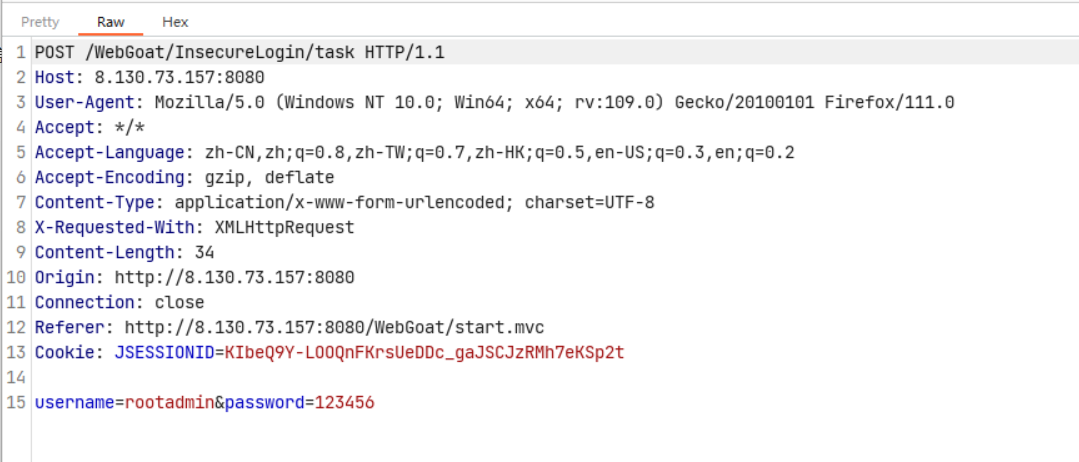 Pretty Raw Hex
1 POST /WebGoat/InsecureLogin/task HTTP/1.1
2 Host: 8.130.73.157:8080
3 User-Agent: Mozilla/5.0 (Windows NT 10.0; Win64; x64; rv:109.0) Gecko/20100101 Firefox/111.0
4 Accept: */*
5 Accept-Language: zh-CN,zh;q=0.8,zh-TW;q=0.7,zh-HK;q=0.5,en-US;q=0.3,en;q=0.2
6 Accept-Encoding: gzip, deflate
7 Content-Type: application/x-www-form-urlencoded; charset=UTF-8
8 X-Requested-With: XMLHttpRequest
9 Content-Length: 34
10 Origin: http://8.130.73.157:8080
11 Connection: close
12 Referer: http://8.130.73.157:8080/WebGoat/start.mvc
13 Cookie: JSESSIONID=KIbeQ9Y-LOOQnFKrsUeDDc_gaJSCJzRMh7eKSp2t
14
15 username=rootadmin&password=123456